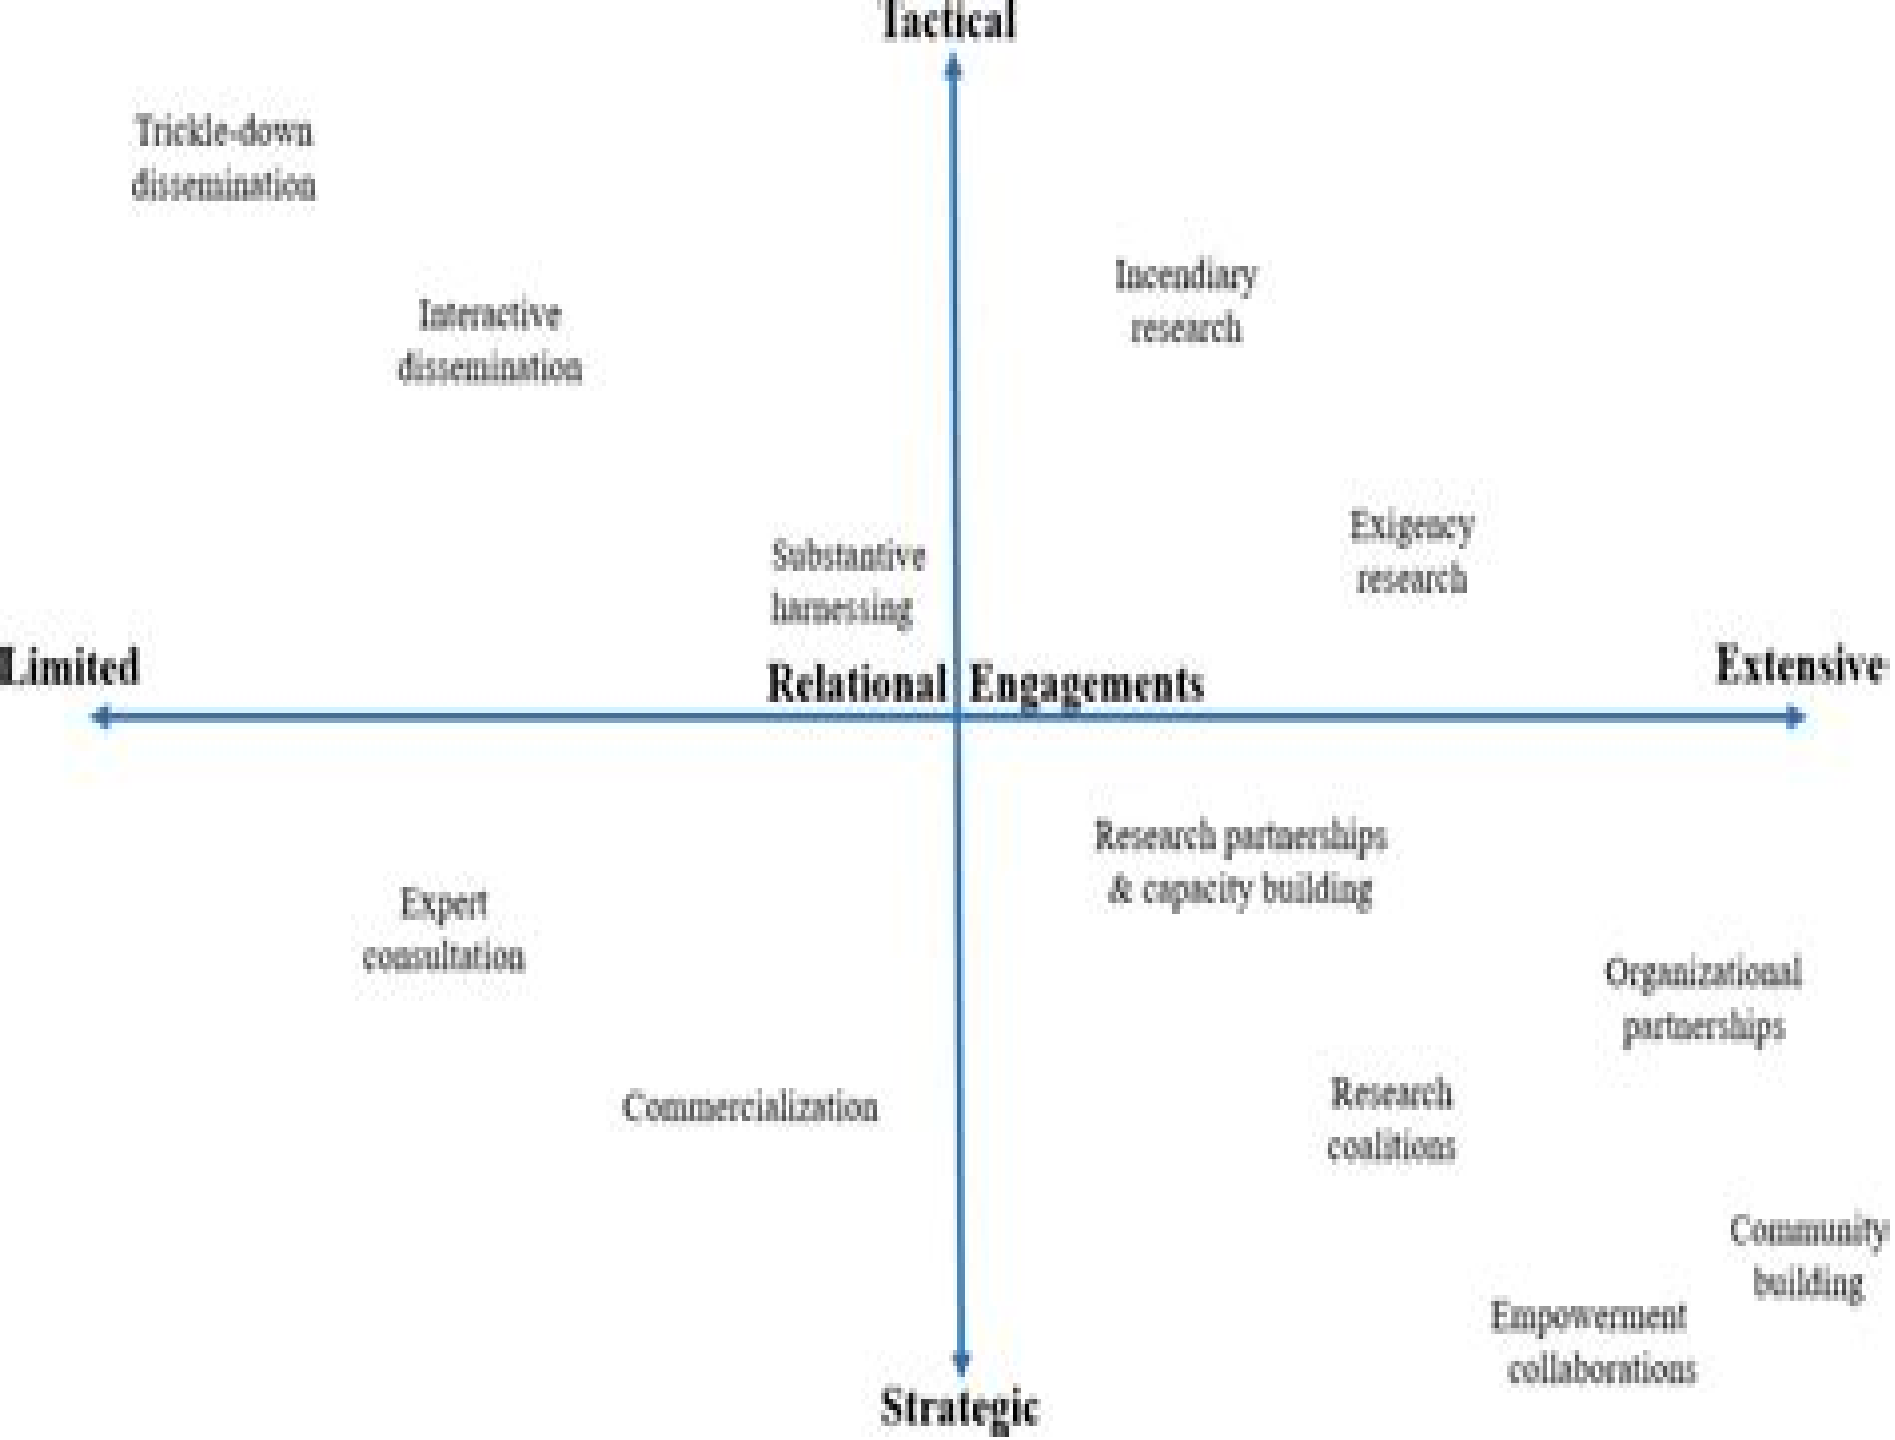 Tactical
Trickle-down
dissemination
Incendiary
research
Interactive
dissemination
Exigency
research
Substantive
harnessing
Limited
Relational Engagements
Extensive
Research partnerships
& capacity building
Expert
consultation
Organizational
partnerships
Commercialization
Research
coalitions
Community
building
Empowerment
collaborations
Strategic